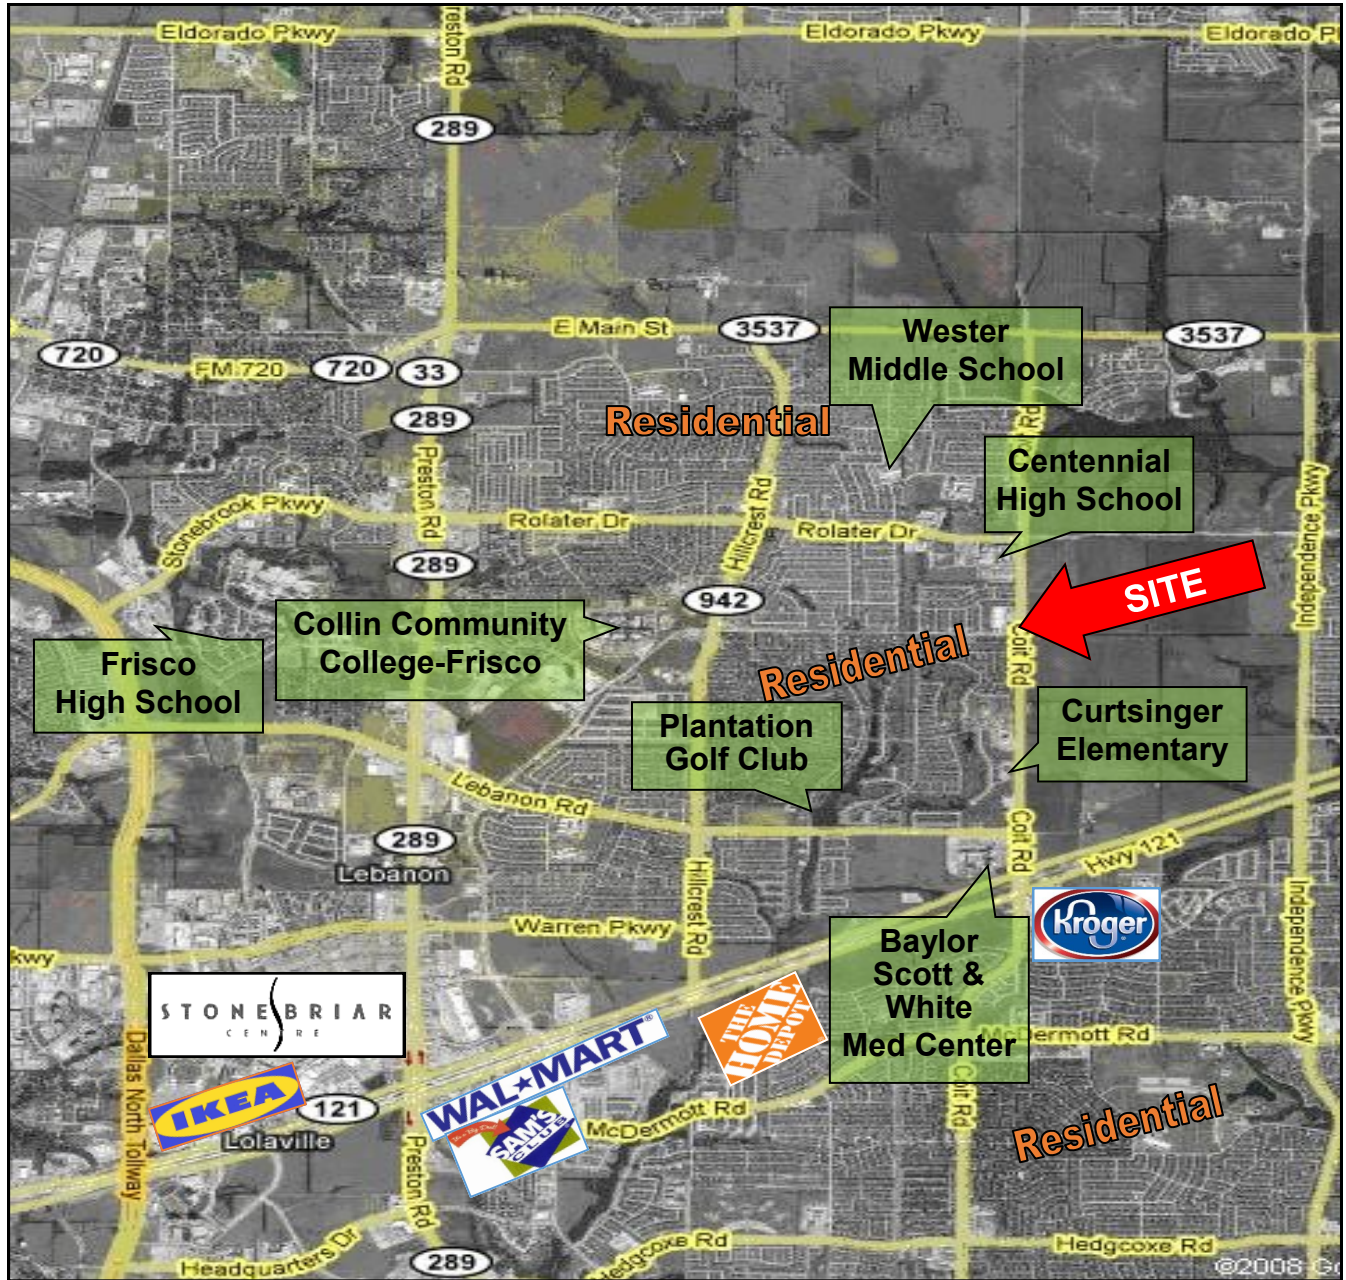 Eldorado Pkwy
Preston Rd
Eldorado Pkwy
Eldorado P
289
E Main St
3537
Wester
Middle School
3537
720
FM 720
720
33
289
Residential
Rd
Centennial
High School
Preston Rd
Stonebrook Pkwy
Rolater Dr
Hillcrest Rd
Rolater Dr
Independence Pkwy
289
942
SITE
Collin Community
College-Frisco
Frisco
High School
Residential
Coit Rd
Plantation
Golf Club
Curtsinger
Elementary
Lebanon Rd
289
Lebanon
Coit Rd
Hwy 121
Hillcrest Rd
Warren Pkwy
kwy
Kroger
Independence Pkwy
Baylor
Scott &
White
Med Center
STONEBRIAR
CENTRE
THE
HOME
DEPOT
McDermott Rd
Dallas North Tollway
IKEA
121
Lolaville
WAL★MART
SAM'S
CLUB
McDermott Rd
Coit Rd
Residential
Preston Rd
Headquarters Dr
289
Hedgcoxe Rd
Hedgcoxe Rd
©2008 G